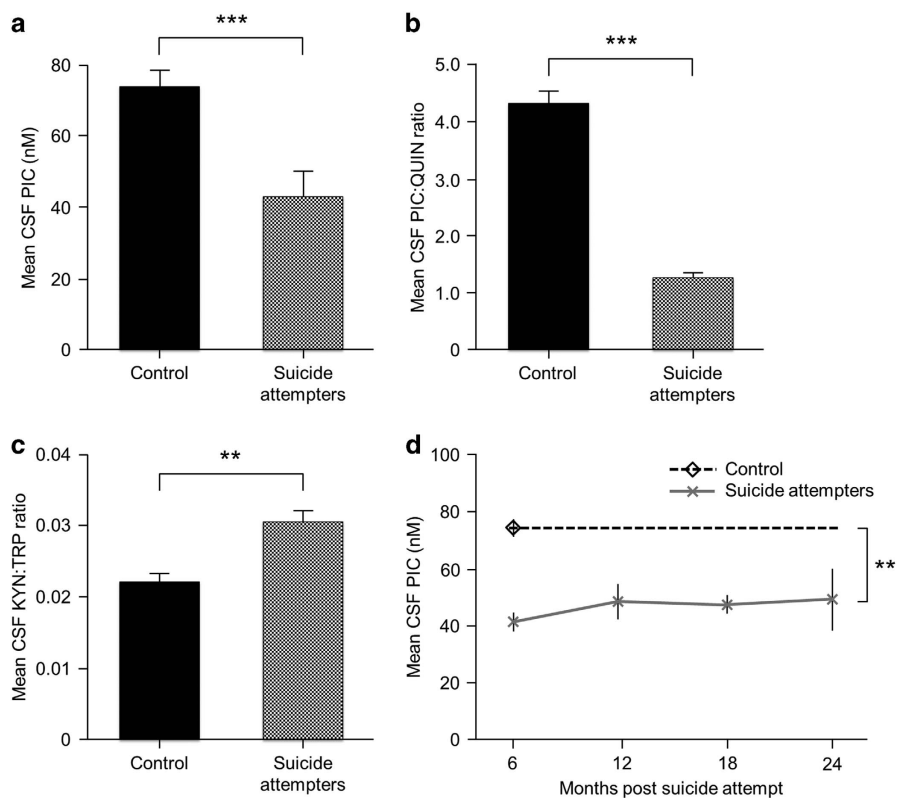 a
***
Mean CSF PIC (nM)
80
60
40
20
0
Control
Suicide
attempters
b
***
Mean CSF PIC:QUIN ratio
5.0
4.0
3.0
2.0
1.0
0
Control
Suicide
attempters
c
**
Mean CSF KYN:TRP ratio
0.04
0.03
0.02
0.01
0
Control
Suicide
attempters
d
Control
Suicide attempters
**
Mean CSF PIC (nM)
100
80
60
40
20
0
6 12 18 24
Months post suicide attempt